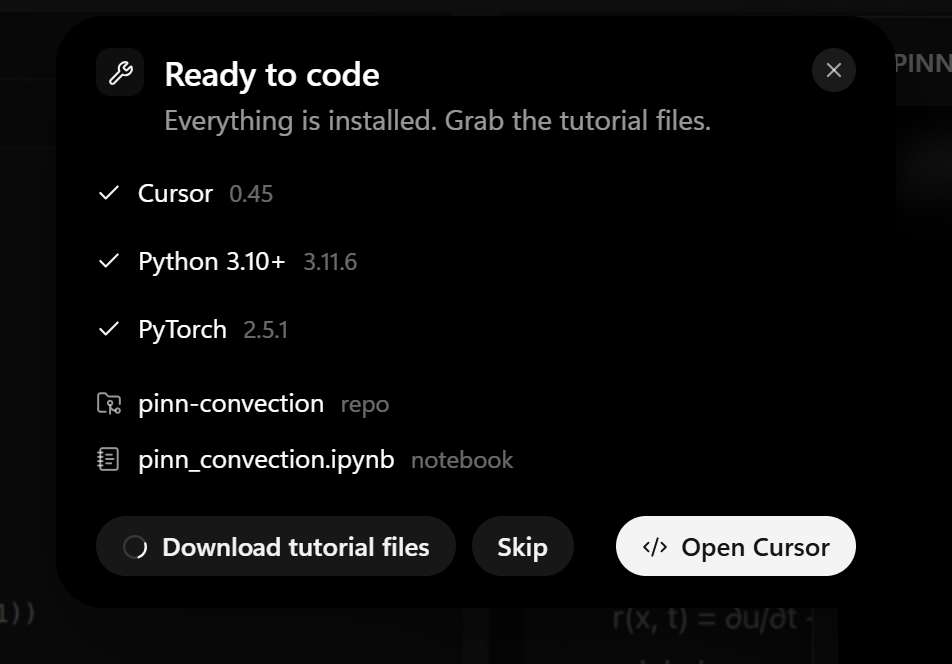 Ready to code
PINN
Everything is installed. Grab the tutorial files.
Cursor 0.45
Python 3.10+ 3.11.6
PyTorch 2.5.1
pinn-convection repo
pinn_convection.ipynb notebook
Download tutorial files Skip </> Open Cursor
1))
r(x, t) = ∂u/∂t -